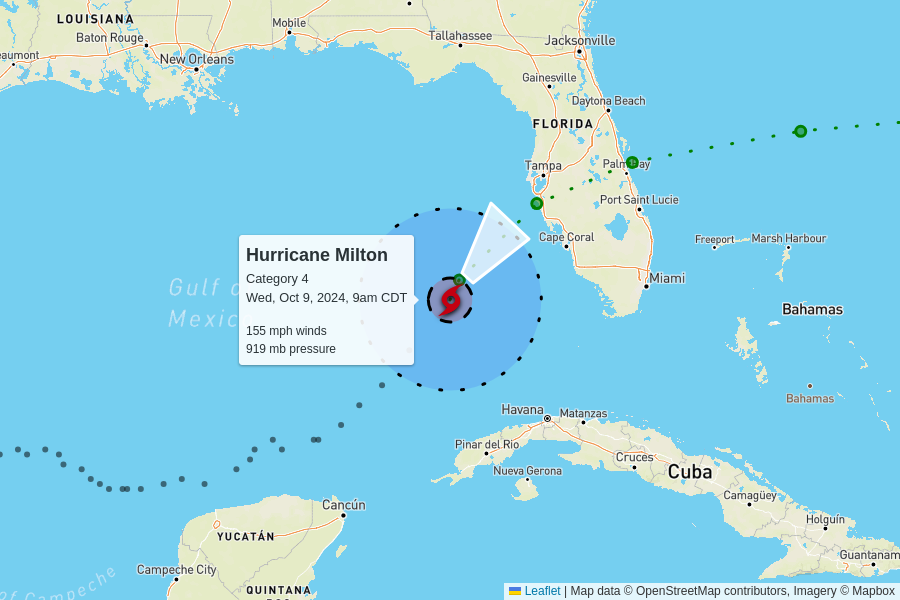 LOUISIANA
Mobile
Baton Rouge
Tallahassee
Jacksonville
eaumont
New Orleans
Gainesville
Daytona Beach
FLORIDA
Tampa
Palm Bay
Port Saint Lucie
Cape Coral
Freeport
Marsh Harbour
Miami
Hurricane Milton
Category 4
Wed, Oct 9, 2024, 9am CDT
155 mph winds
919 mb pressure
Gulf o
Mexic
Bahamas
Bahamas
Havana
Matanzas
Pinar del Río
Nueva Gerona
Cruces
Cuba
Camagüey
Holguín
Guantanam
Cancún
YUCATÁN
Campeche City
QUINTANA
f Campeche
Leaflet | Map data © OpenStreetMap contributors, Imagery © Mapbox